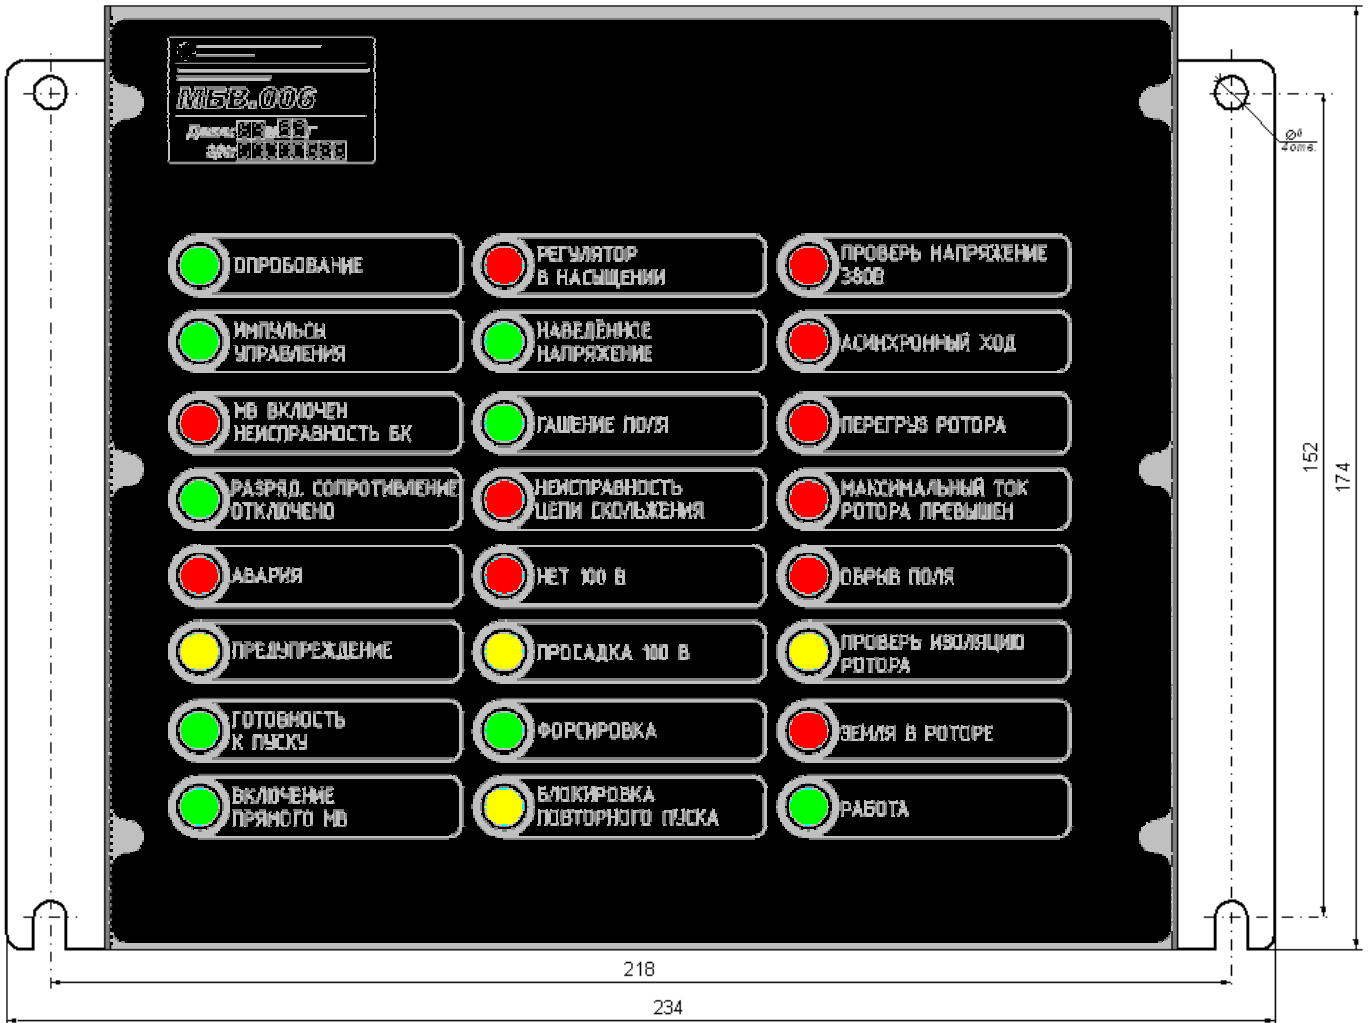 МБВ.006
ОПРОБОВАНИЕ
ИМПУЛЬСЫ
УПРАВЛЕНИЯ
МВ ВКЛЮЧЕН
НЕИСПРАВНОСТЬ БК
РАЗРЯД. СОПРОТИВЛЕНИЕ
ОТКЛЮЧЕНО
АВАРИЯ
ПРЕДУПРЕЖДЕНИЕ
ГОТОВНОСТЬ
К ПУСКУ
ВКЛЮЧЕНИЕ
ПРЯМОГО МВ
РЕГУЛЯТОР
В НАСЫЩЕНИИ
НАВЕДЁННОЕ
НАПРЯЖЕНИЕ
ГАШЕНИЕ ПОЛЯ
НЕИСПРАВНОСТЬ
ЦЕПИ СКОЛЬЖЕНИЯ
НЕТ 100 В
ПРОСАДКА 100 В
ФОРСИРОВКА
БЛОКИРОВКА
ПОВТОРНОГО ПУСКА
ПРОВЕРЬ НАПРЯЖЕНИЕ
380В
АСИНХРОННЫЙ ХОД
ПЕРЕГРУЗ РОТОРА
МАКСИМАЛЬНЫЙ ТОК
РОТОРА ПРЕВЫШЕН
ОБРЫВ ПОЛЯ
ПРОВЕРЬ ИЗОЛЯЦИЮ
РОТОРА
ЗЕМЛЯ В РОТОРЕ
РАБОТА
4отв.
152
174
218
234